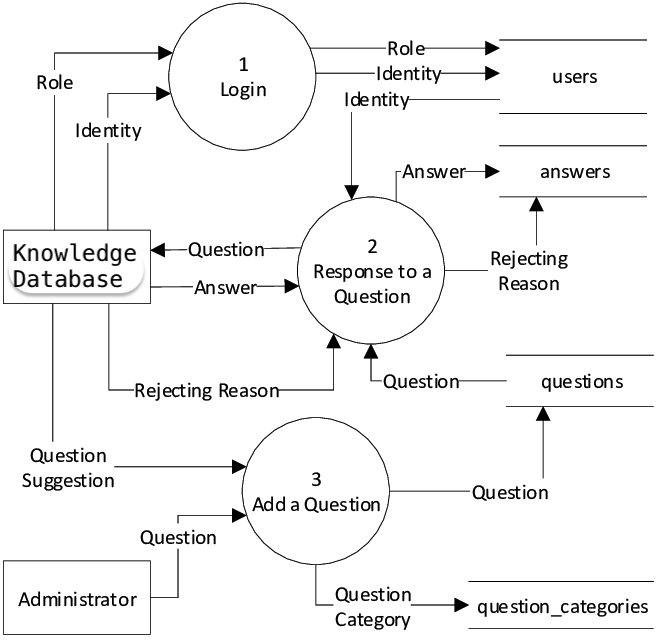 1
Login
Role
Identity
Identity
users
Role
Identity
Answer
answers
Knowledge
Database
Question
Answer
2
Response to a
Question
Rejecting
Reason
Rejecting Reason
Question
questions
Question
Suggestion
3
Add a Question
Question
Question
Administrator
Question
Category
question_categories